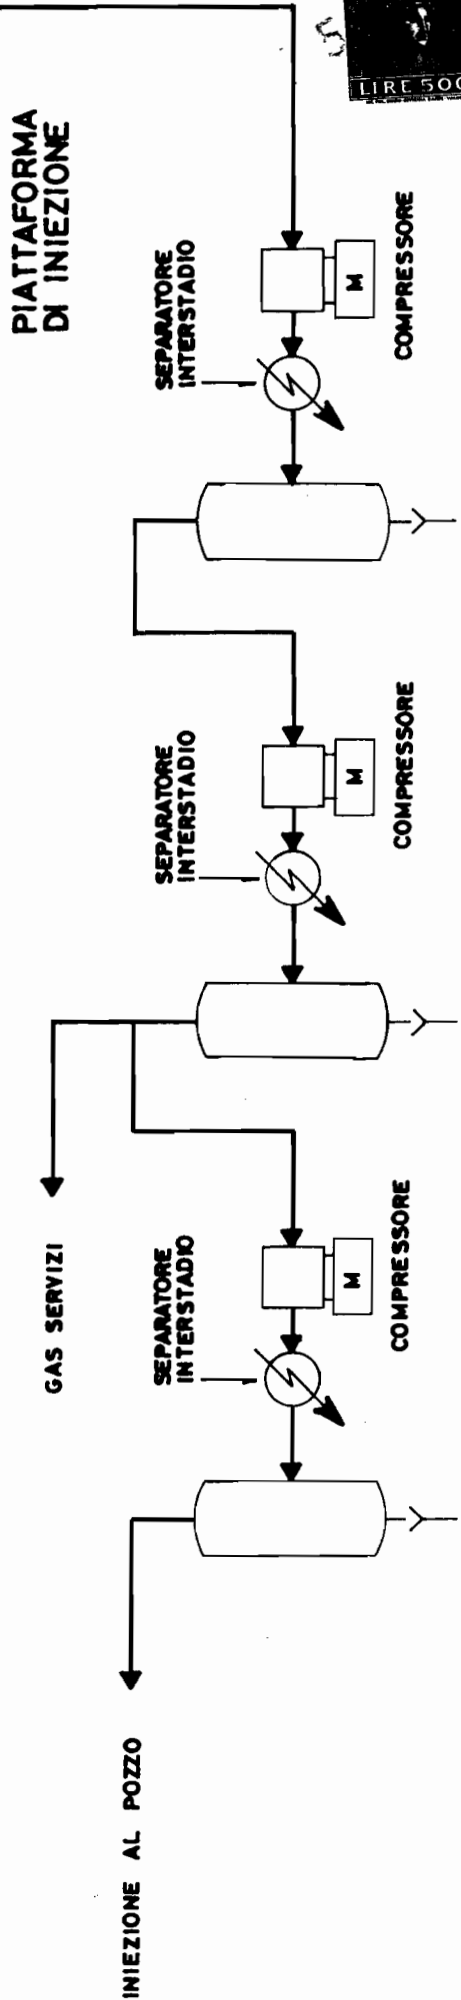 PIATTAFORMA
DI INIEZIONE
LIRE 500
SEPARATORE
INTERSTADIO
M
COMPRESSORE
SEPARATORE
INTERSTADIO
M
COMPRESSORE
GAS SERVIZI
SEPARATORE
INTERSTADIO
M
COMPRESSORE
INIEZIONE AL POZZO